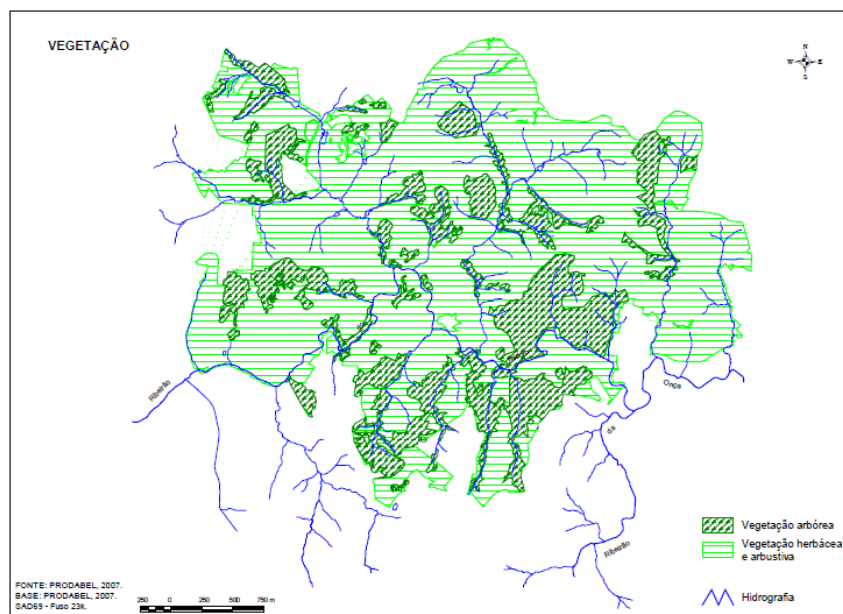 VEGETAÇÃO
N
W E
S
Ribeirão
Onça
da
Ribeirão
Vegetação arbórea
Vegetação herbácea
e arbustiva
Hidrografia
FONTE: PRODABEL, 2007.
BASE: PRODABEL, 2007.
SAD69 - Fuso 23k.
250 0 250 500 750 m